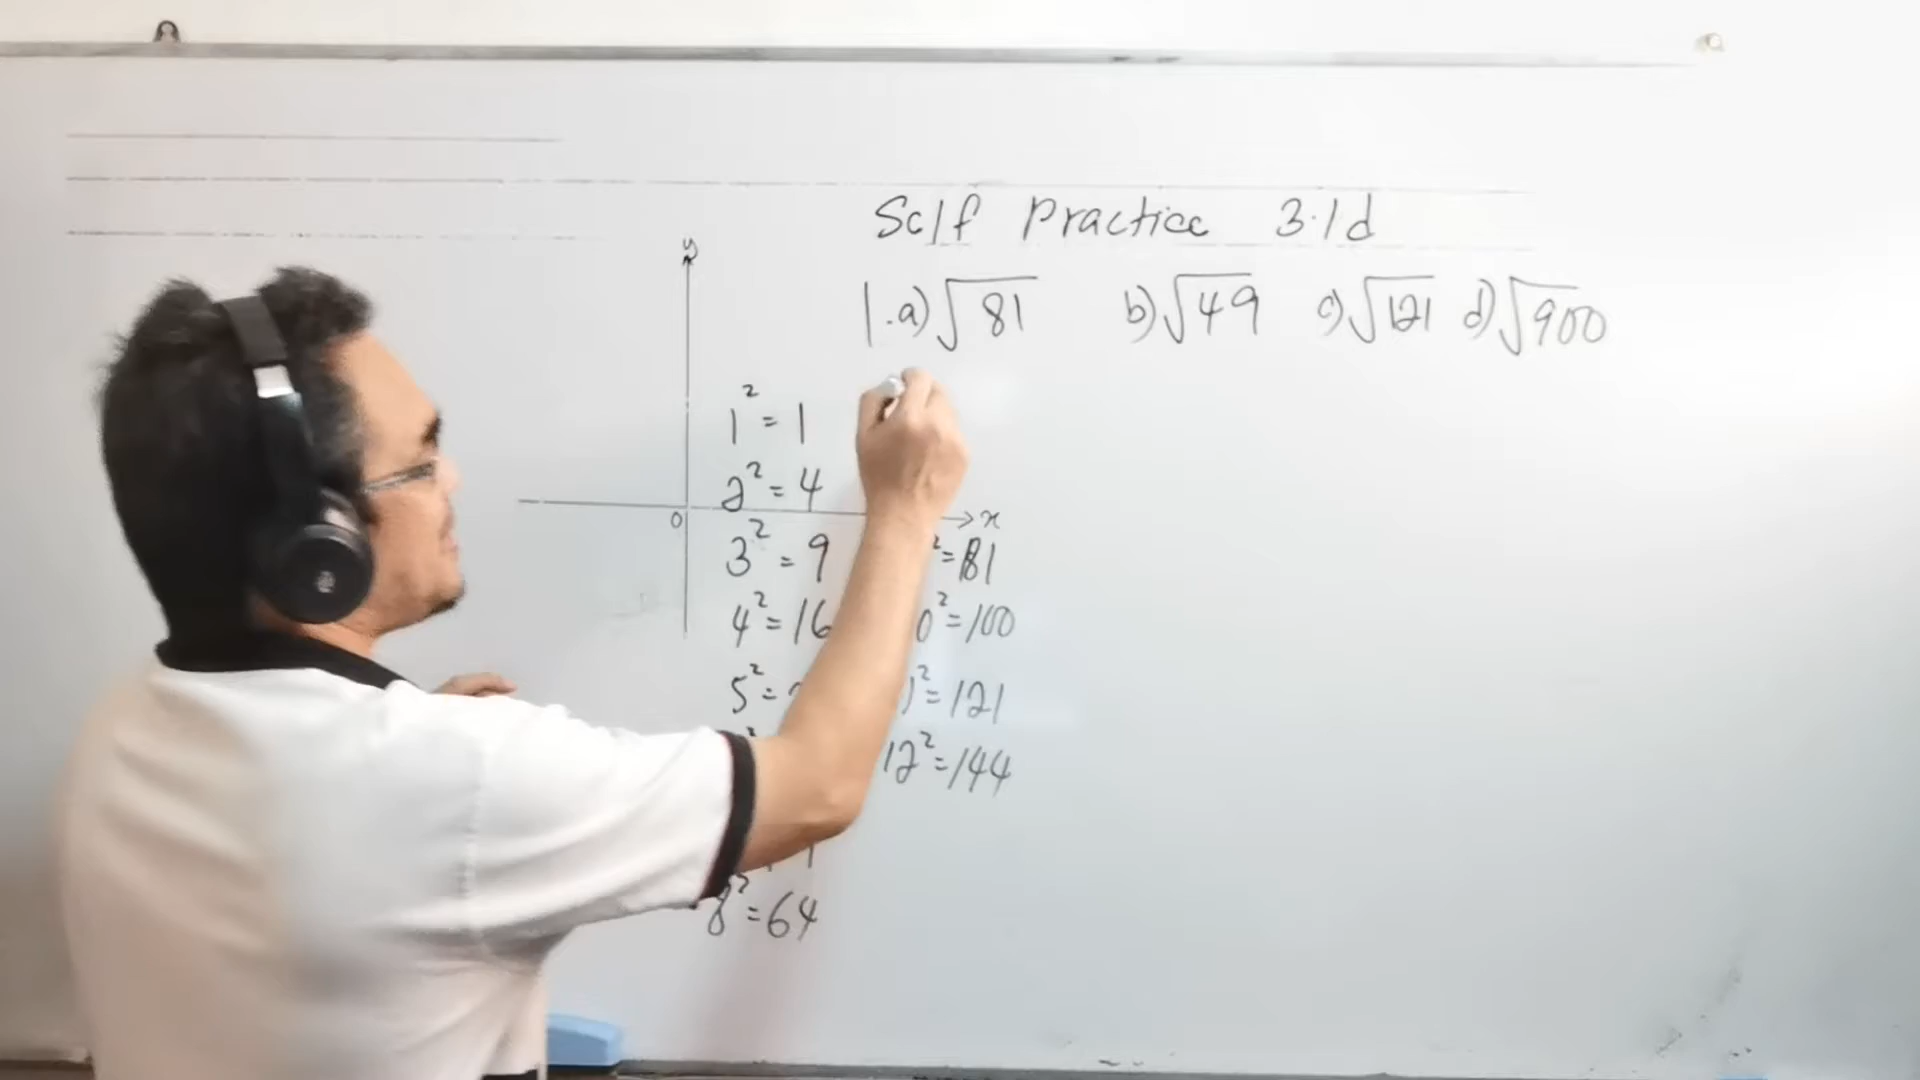 Self Practice 3.1d
1.a) √81 b) √49 c) √121 d) √900
y
1² = 1
2² = 4
0 x
3² = 9 ² = 81
4² = 16 0² = 100
5² = 1² = 121
12² = 144
8² = 64